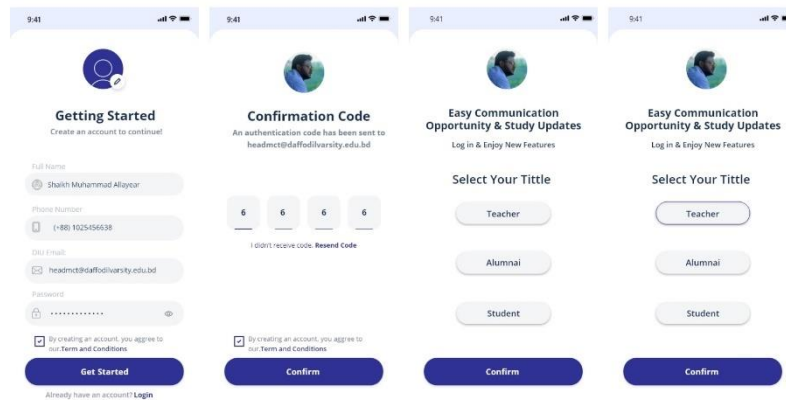 9:41
Getting Started
Create an account to continue!
Full Name
Shaikh Muhammad Allayear
Phone Number
(+88) 1025456638
DIU Email
headmct@daffodilvarsity.edu.bd
Password
By creating an account, you aggree to
our Term and Conditions
Get Started
Already have an account? Login
9:41
Confirmation Code
An authentication code has been sent to
headmct@daffodilvarsity.edu.bd
6 6 6 6
I didn't receive code. Resend Code
By creating an account, you aggree to
our Term and Conditions
Confirm
9:41
Easy Communication
Opportunity & Study Updates
Log in & Enjoy New Features
Select Your Tittle
Teacher
Alumnai
Student
Confirm
9:41
Easy Communication
Opportunity & Study Updates
Log in & Enjoy New Features
Select Your Tittle
Teacher
Alumnai
Student
Confirm